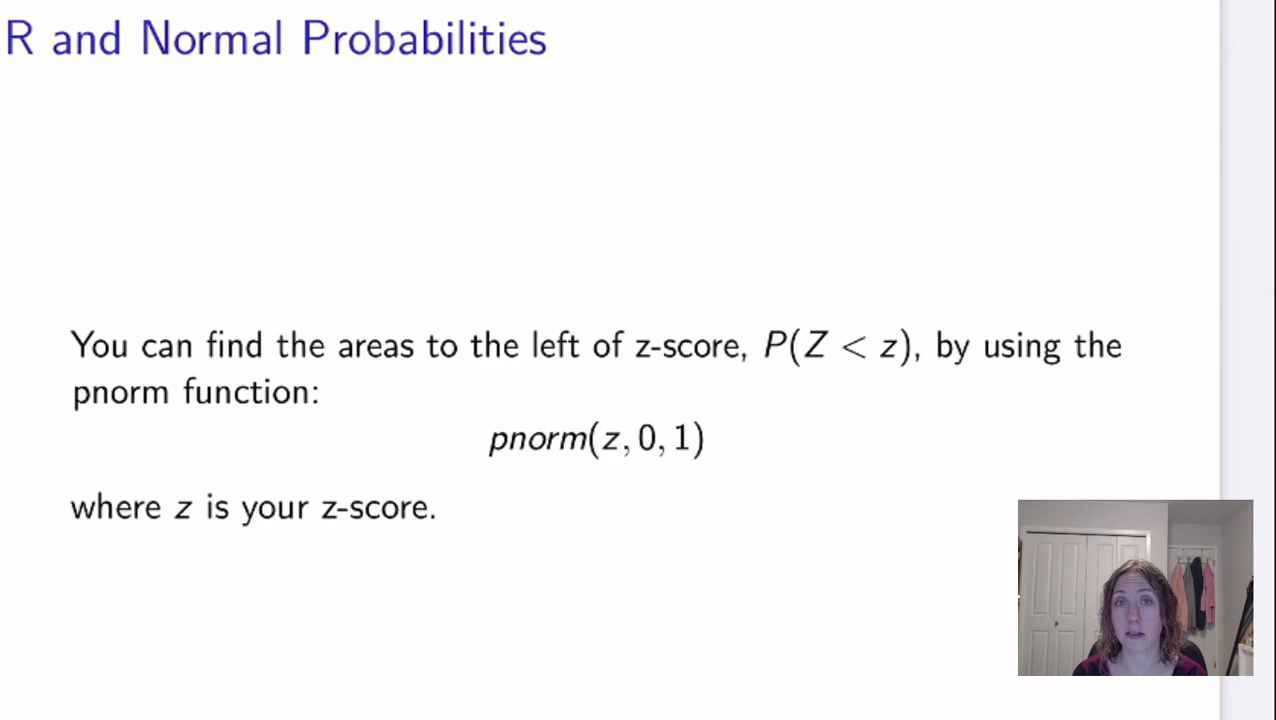 R and Normal Probabilities
You can find the areas to the left of z-score, P(Z < z), by using the
pnorm function:
pnorm(z, 0, 1)
where z is your z-score.